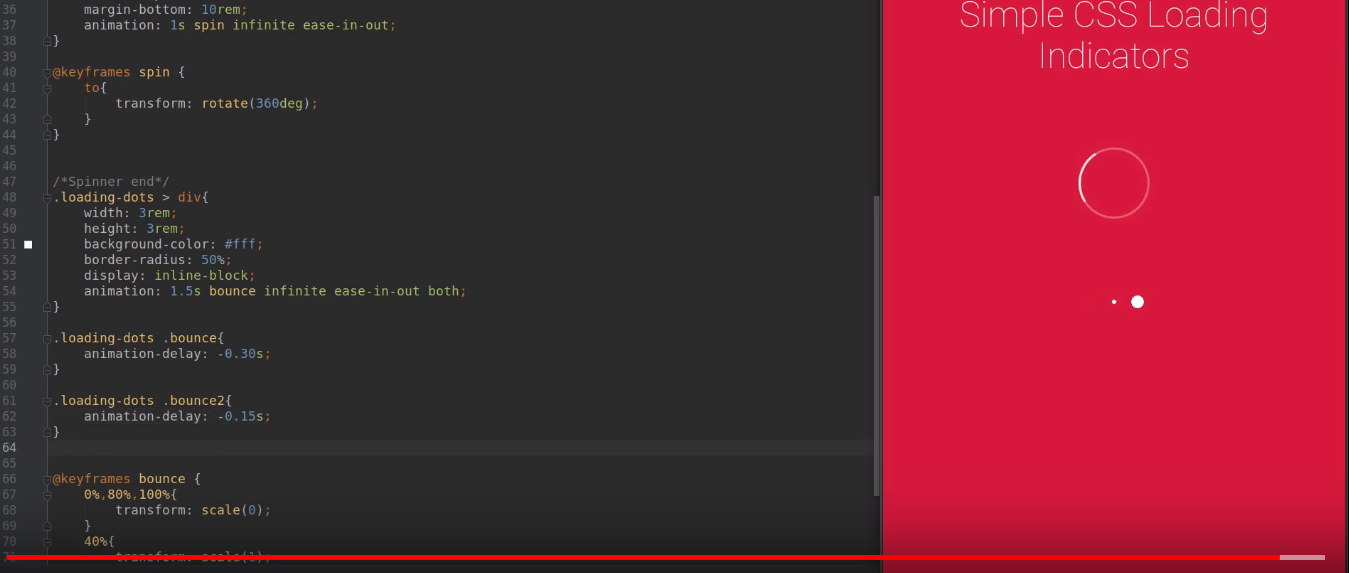 36 margin-bottom: 10rem;
37 animation: 1s spin infinite ease-in-out;
38 }
39
40 @keyframes spin {
41 to{
42 transform: rotate(360deg);
43 }
44 }
45
46
47 /*Spinner end*/
48 .loading-dots > div{
49 width: 3rem;
50 height: 3rem;
51 background-color: #fff;
52 border-radius: 50%;
53 display: inline-block;
54 animation: 1.5s bounce infinite ease-in-out both;
55 }
56
57 .loading-dots .bounce{
58 animation-delay: -0.30s;
59 }
60
61 .loading-dots .bounce2{
62 animation-delay: -0.15s;
63 }
64
65
66 @keyframes bounce {
67 0%,80%,100%{
68 transform: scale(0);
69 }
70 40%{
71 transform: scale(1);
Simple CSS Loading
Indicators